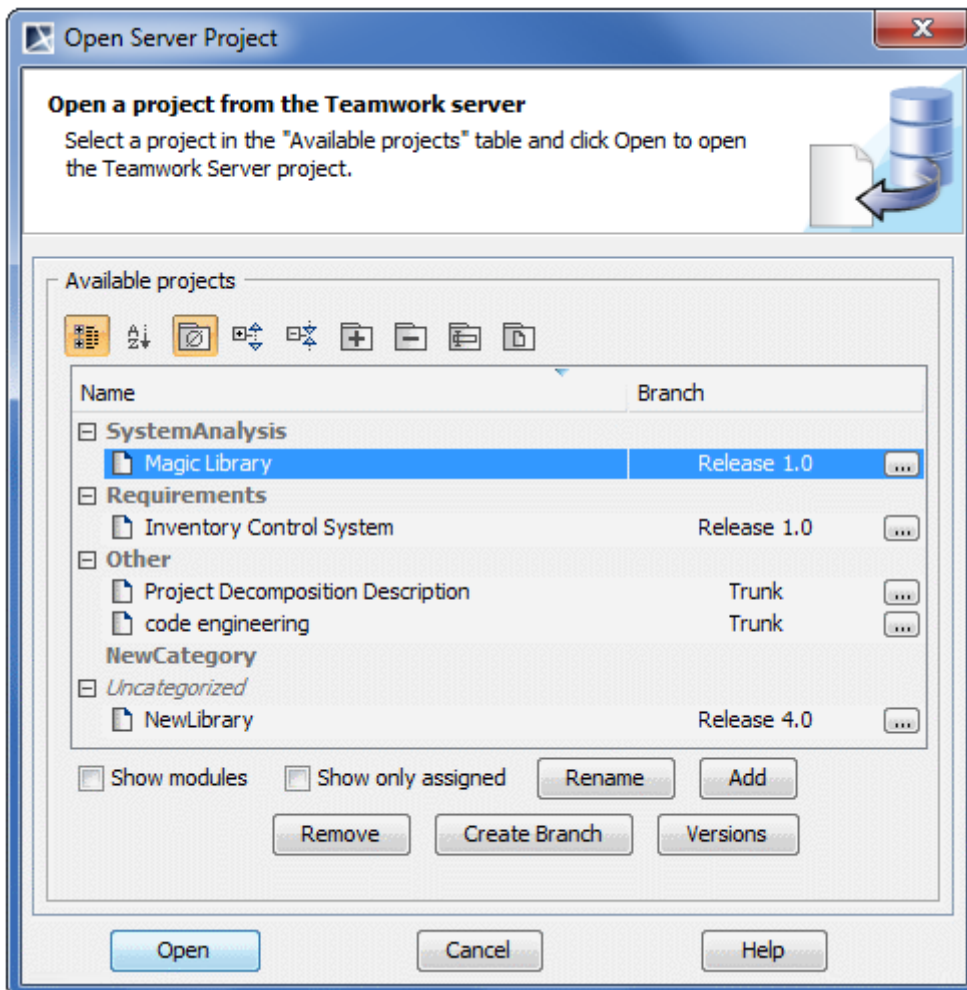 Open Server Project
Open a project from the Teamwork server
Select a project in the "Available projects" table and click Open to open
the Teamwork Server project.
Available projects
Name Branch
SystemAnalysis
Magic Library Release 1.0 ...
Requirements
Inventory Control System Release 1.0 ...
Other
Project Decomposition Description Trunk ...
code engineering Trunk ...
NewCategory
Uncategorized
NewLibrary Release 4.0 ...
Show modules Show only assigned Rename Add
Remove Create Branch Versions
Open Cancel Help